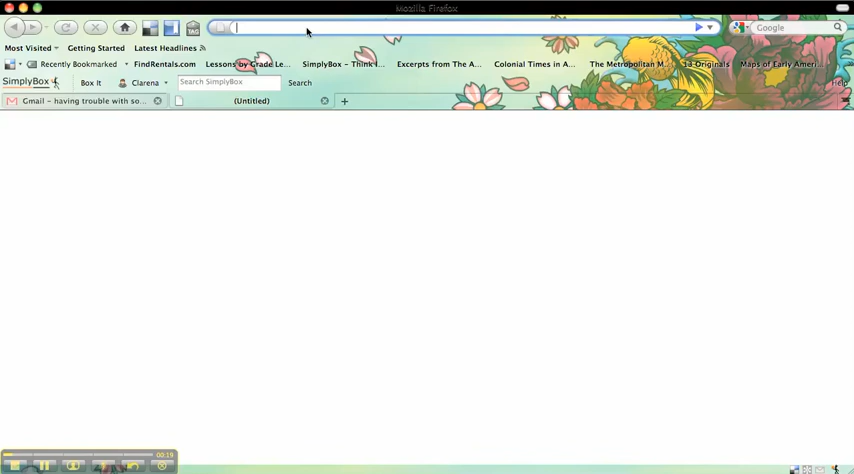 Mozilla Firefox
Google
Most Visited Getting Started Latest Headlines
Recently Bookmarked FindRentals.com Lessons by Grade Le... SimplyBox - Think I... Excerpts from The A... Colonial Times in A... The Metropolitan M... 13 Originals Maps of Early Ameri...
SimplyBox Box It Clarena Search SimplyBox Search Help
Gmail - having trouble with so... (Untitled)
00:19